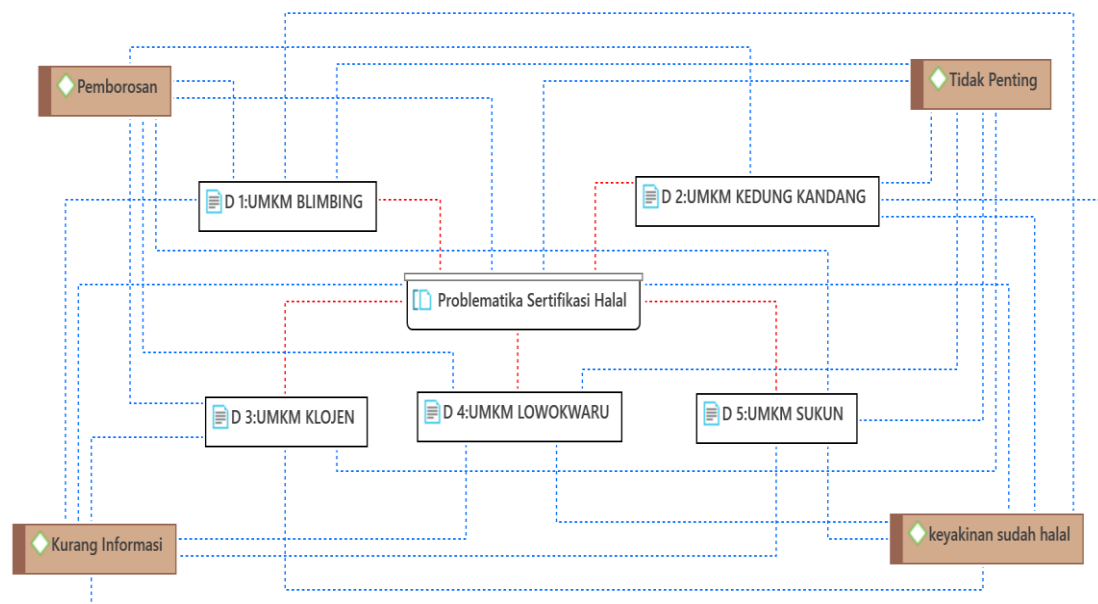 Pemborosan
Tidak Penting
D 1:UMKM BLIMBING
D 2:UMKM KEDUNG KANDANG
Problematika Sertifikasi Halal
D 3:UMKM KLOJEN
D 4:UMKM LOWOKWARU
D 5:UMKM SUKUN
Kurang Informasi
keyakinan sudah halal